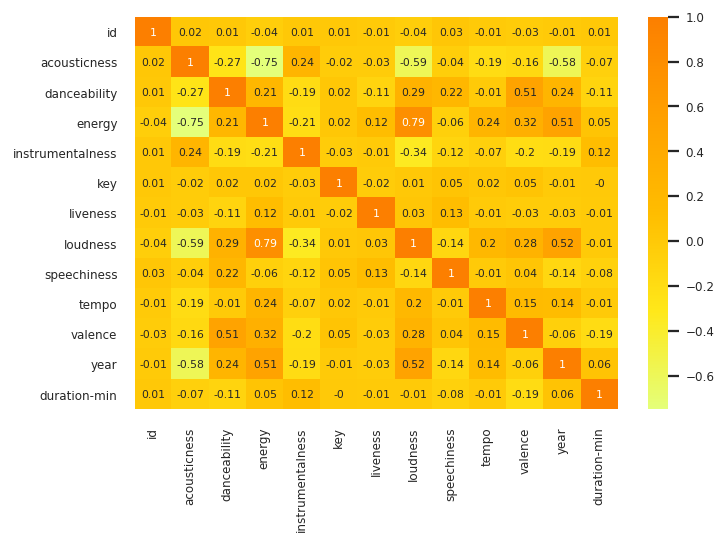 id 1 0.02 0.01 -0.04 0.01 0.01 -0.01 -0.04 0.03 -0.01 -0.03 -0.01 0.01
acousticness 0.02 1 -0.27 -0.75 0.24 -0.02 -0.03 -0.59 -0.04 -0.19 -0.16 -0.58 -0.07
danceability 0.01 -0.27 1 0.21 -0.19 0.02 -0.11 0.29 0.22 -0.01 0.51 0.24 -0.11
energy -0.04 -0.75 0.21 1 -0.21 0.02 0.12 0.79 -0.06 0.24 0.32 0.51 0.05
instrumentalness 0.01 0.24 -0.19 -0.21 1 -0.03 -0.01 -0.34 -0.12 -0.07 -0.2 -0.19 0.12
key 0.01 -0.02 0.02 0.02 -0.03 1 -0.02 0.01 0.05 0.02 0.05 -0.01 -0
liveness -0.01 -0.03 -0.11 0.12 -0.01 -0.02 1 0.03 0.13 -0.01 -0.03 -0.03 -0.01
loudness -0.04 -0.59 0.29 0.79 -0.34 0.01 0.03 1 -0.14 0.2 0.28 0.52 -0.01
speechiness 0.03 -0.04 0.22 -0.06 -0.12 0.05 0.13 -0.14 1 -0.01 0.04 -0.14 -0.08
tempo -0.01 -0.19 -0.01 0.24 -0.07 0.02 -0.01 0.2 -0.01 1 0.15 0.14 -0.01
valence -0.03 -0.16 0.51 0.32 -0.2 0.05 -0.03 0.28 0.04 0.15 1 -0.06 -0.19
year -0.01 -0.58 0.24 0.51 -0.19 -0.01 -0.03 0.52 -0.14 0.14 -0.06 1 0.06
duration-min 0.01 -0.07 -0.11 0.05 0.12 -0 -0.01 -0.01 -0.08 -0.01 -0.19 0.06 1
id
acousticness
danceability
energy
instrumentalness
key
liveness
loudness
speechiness
tempo
valence
year
duration-min
1.0
0.8
0.6
0.4
0.2
0.0
−0.2
−0.4
−0.6